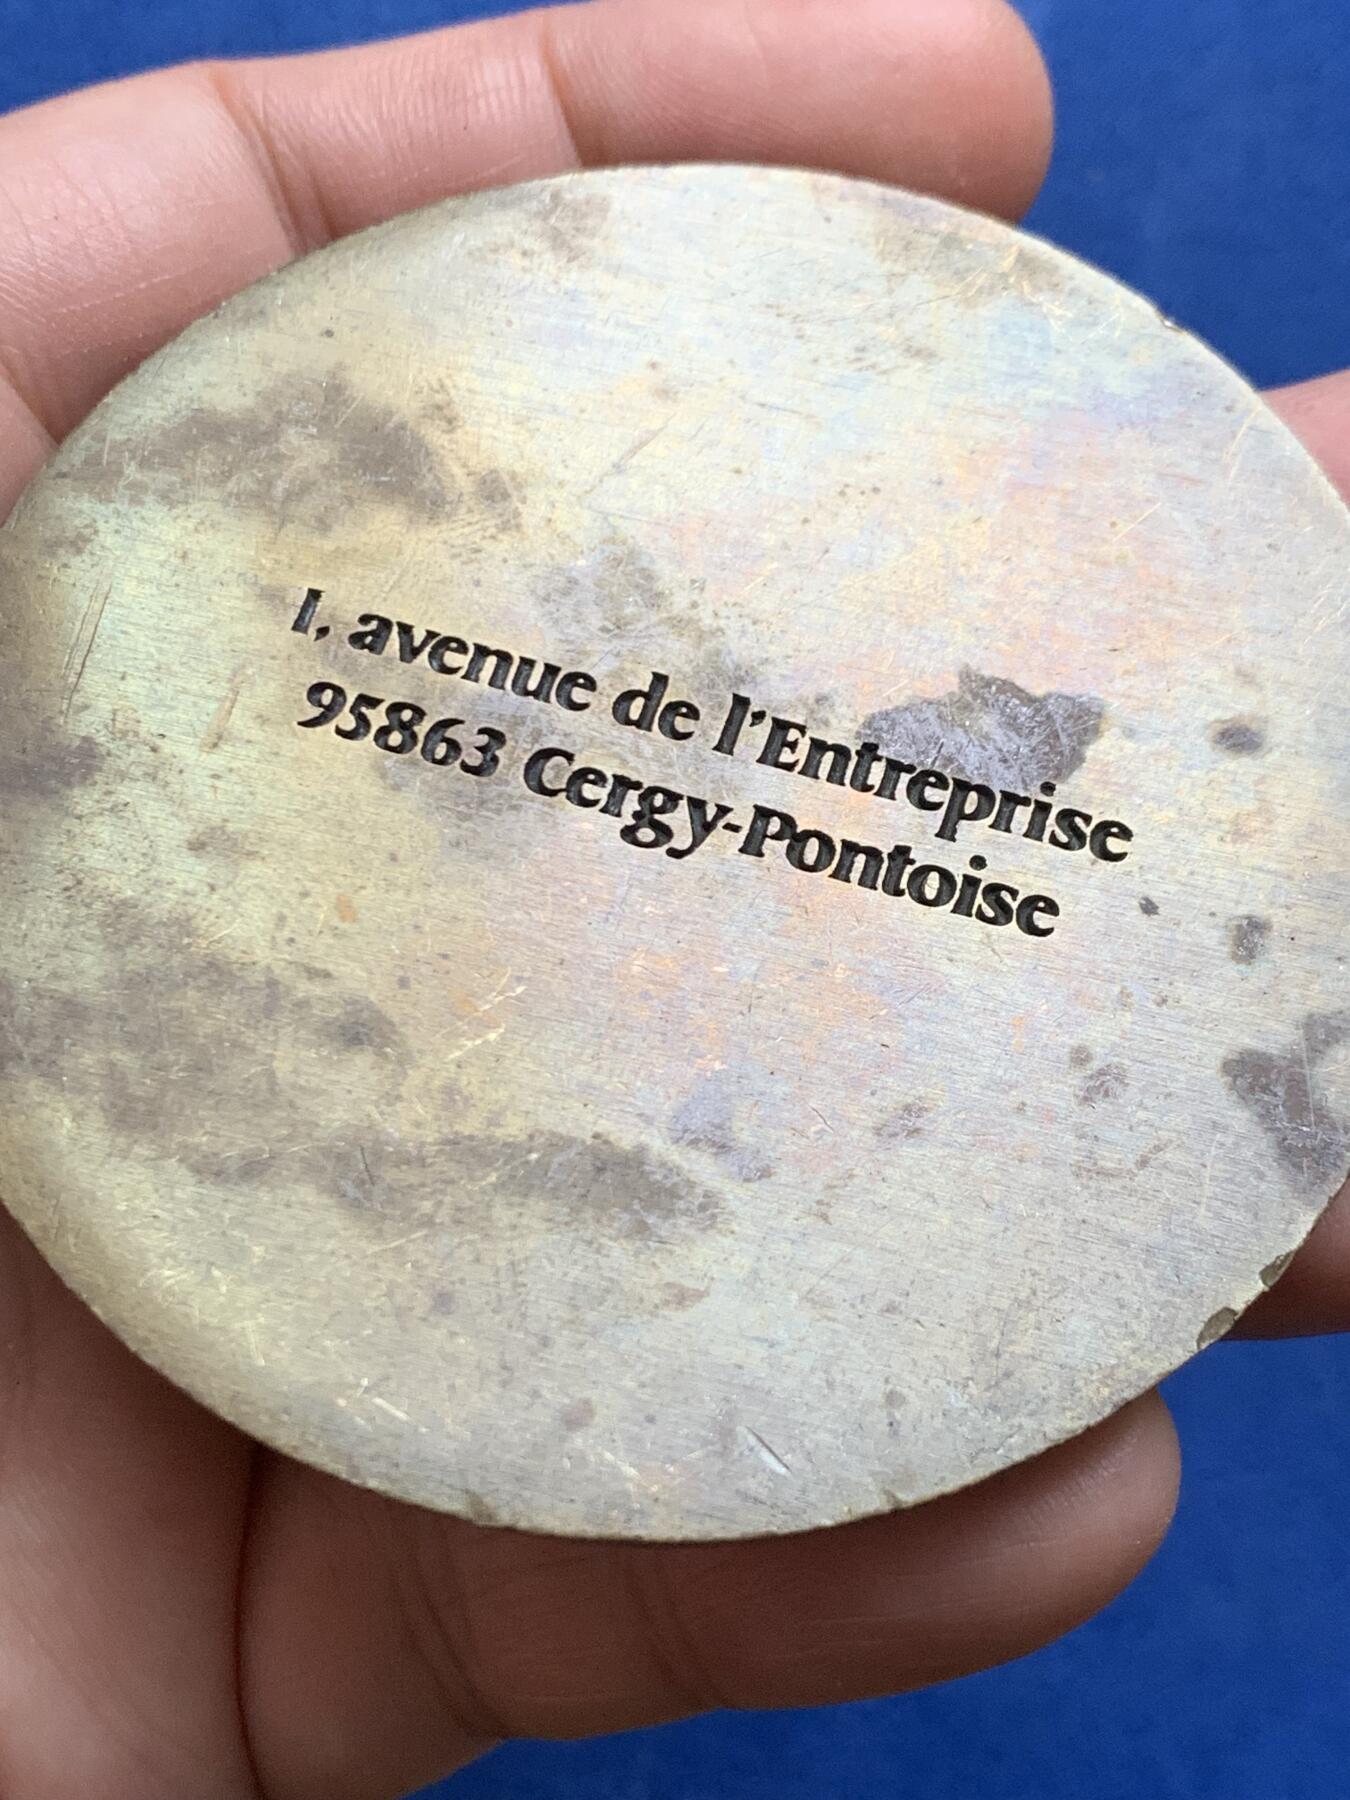 1, avenue de l'Entreprise
95863 Cergy-Pontoise